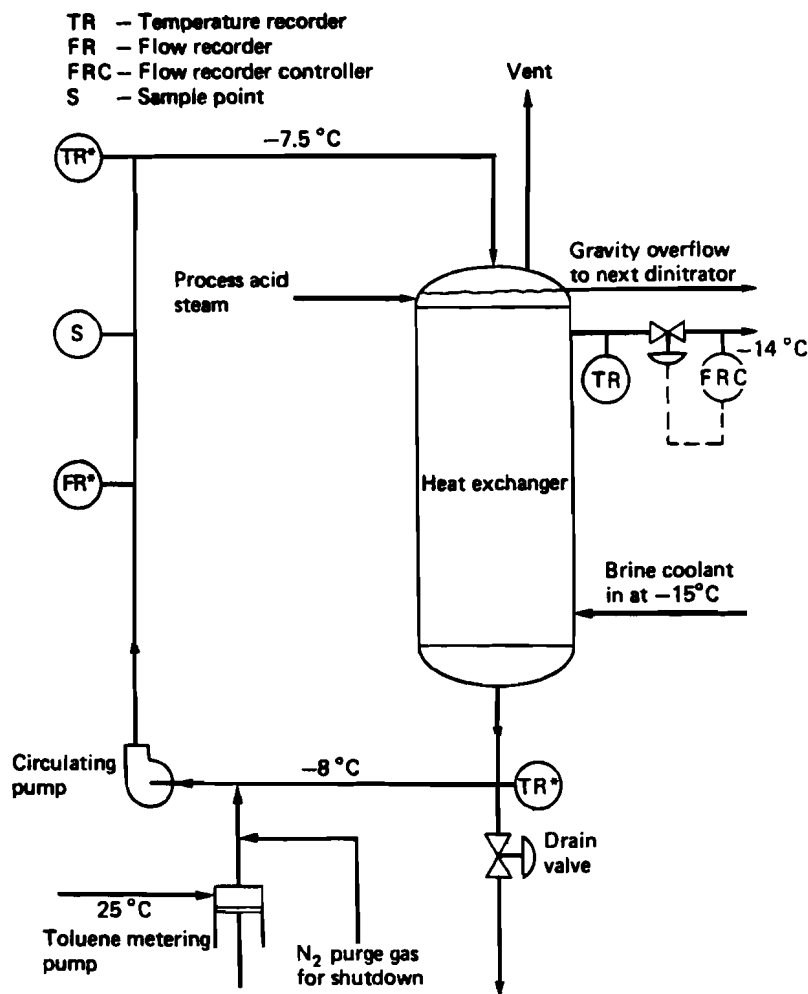 TR – Temperature recorder
FR – Flow recorder
FRC – Flow recorder controller
S – Sample point
Vent
TR*
–7.5 °C
Gravity overflow
to next dinitrator
Process acid
steam
S
–14 °C
TR
FRC
FR*
Heat exchanger
Brine coolant
in at –15°C
Circulating
pump
–8 °C
TR*
Drain
valve
25 °C
Toluene metering
pump
N₂ purge gas
for shutdown